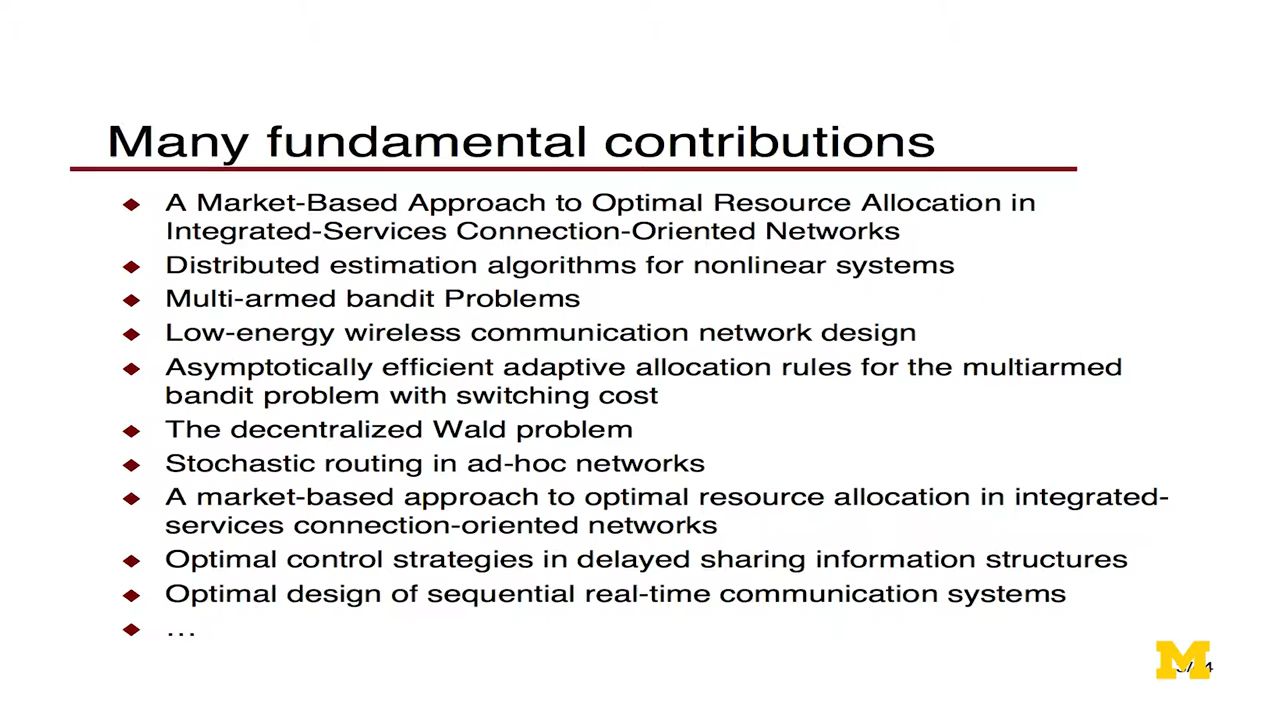 Many fundamental contributions
A Market-Based Approach to Optimal Resource Allocation in
Integrated-Services Connection-Oriented Networks
Distributed estimation algorithms for nonlinear systems
Multi-armed bandit Problems
Low-energy wireless communication network design
Asymptotically efficient adaptive allocation rules for the multiarmed
bandit problem with switching cost
The decentralized Wald problem
Stochastic routing in ad-hoc networks
A market-based approach to optimal resource allocation in integrated-
services connection-oriented networks
Optimal control strategies in delayed sharing information structures
Optimal design of sequential real-time communication systems
…
M